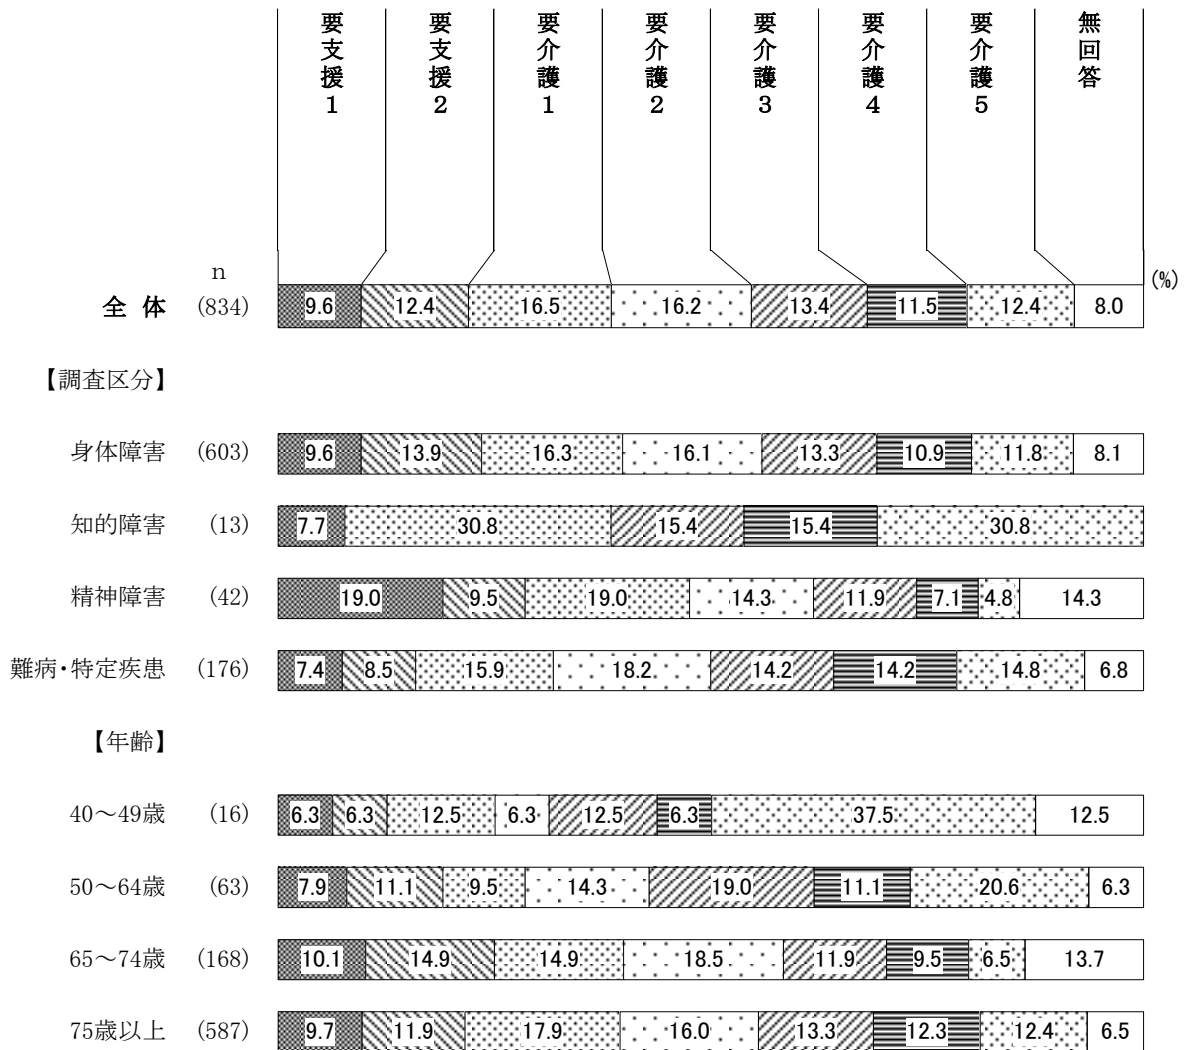 要支援1
要支援2
要介護1
要介護2
要介護3
要介護4
要介護5
無回答
(%)
n
全 体 (834) 9.6 12.4 16.5 16.2 13.4 11.5 12.4 8.0
【調査区分】
身体障害 (603) 9.6 13.9 16.3 16.1 13.3 10.9 11.8 8.1
知的障害 (13) 7.7 30.8 15.4 15.4 30.8
精神障害 (42) 19.0 9.5 19.0 14.3 11.9 7.1 4.8 14.3
難病・特定疾患 (176) 7.4 8.5 15.9 18.2 14.2 14.2 14.8 6.8
【年齢】
40～49歳 (16) 6.3 6.3 12.5 6.3 12.5 6.3 37.5 12.5
50～64歳 (63) 7.9 11.1 9.5 14.3 19.0 11.1 20.6 6.3
65～74歳 (168) 10.1 14.9 14.9 18.5 11.9 9.5 6.5 13.7
75歳以上 (587) 9.7 11.9 17.9 16.0 13.3 12.3 12.4 6.5